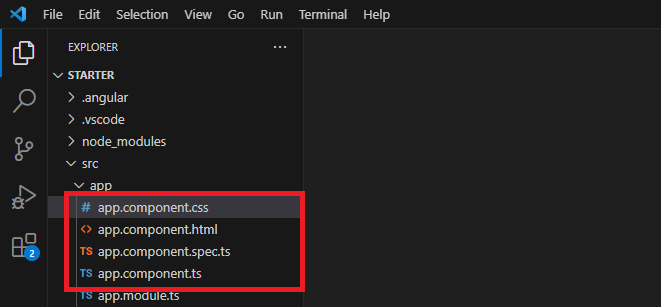 File Edit Selection View Go Run Terminal Help
EXPLORER ...
STARTER
.angular
.vscode
node_modules
src
app
# app.component.css
<> app.component.html
TS app.component.spec.ts
TS app.component.ts
TS app.module.ts
2